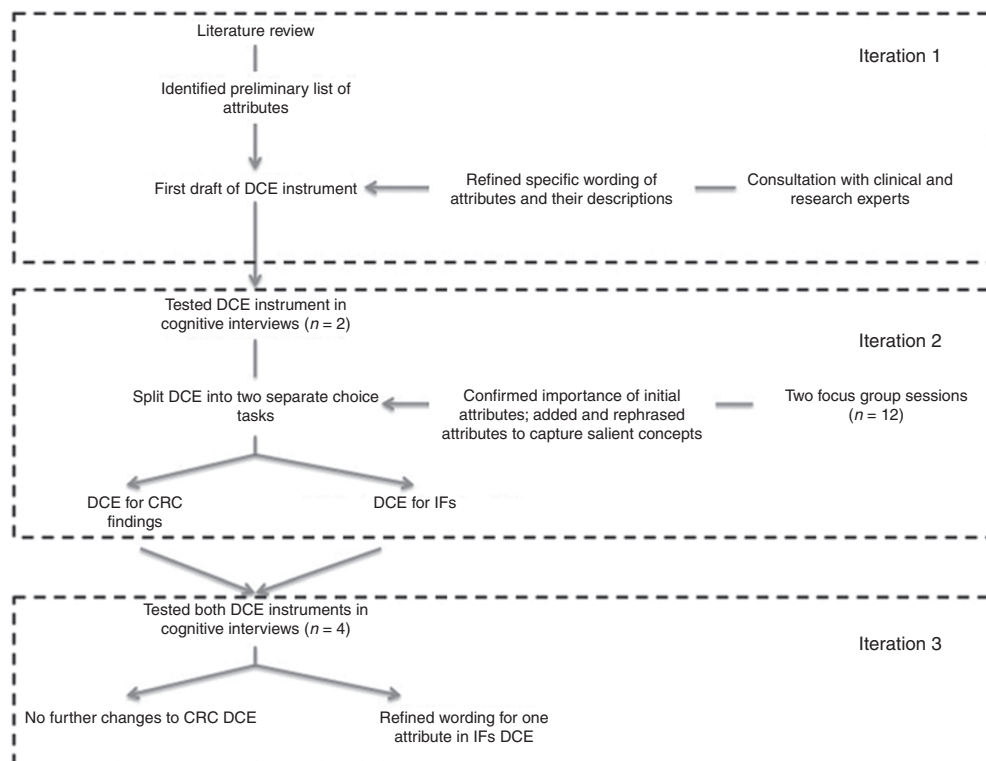 Literature review
Iteration 1
Identified preliminary list of
attributes
First draft of DCE instrument
Refined specific wording of
attributes and their descriptions
Consultation with clinical and
research experts
Tested DCE instrument in
cognitive interviews (n = 2)
Iteration 2
Split DCE into two separate choice
tasks
Confirmed importance of initial
attributes; added and rephrased
attributes to capture salient concepts
Two focus group sessions
(n = 12)
DCE for CRC
findings
DCE for IFs
Tested both DCE instruments in
cognitive interviews (n = 4)
Iteration 3
No further changes to CRC DCE
Refined wording for one
attribute in IFs DCE